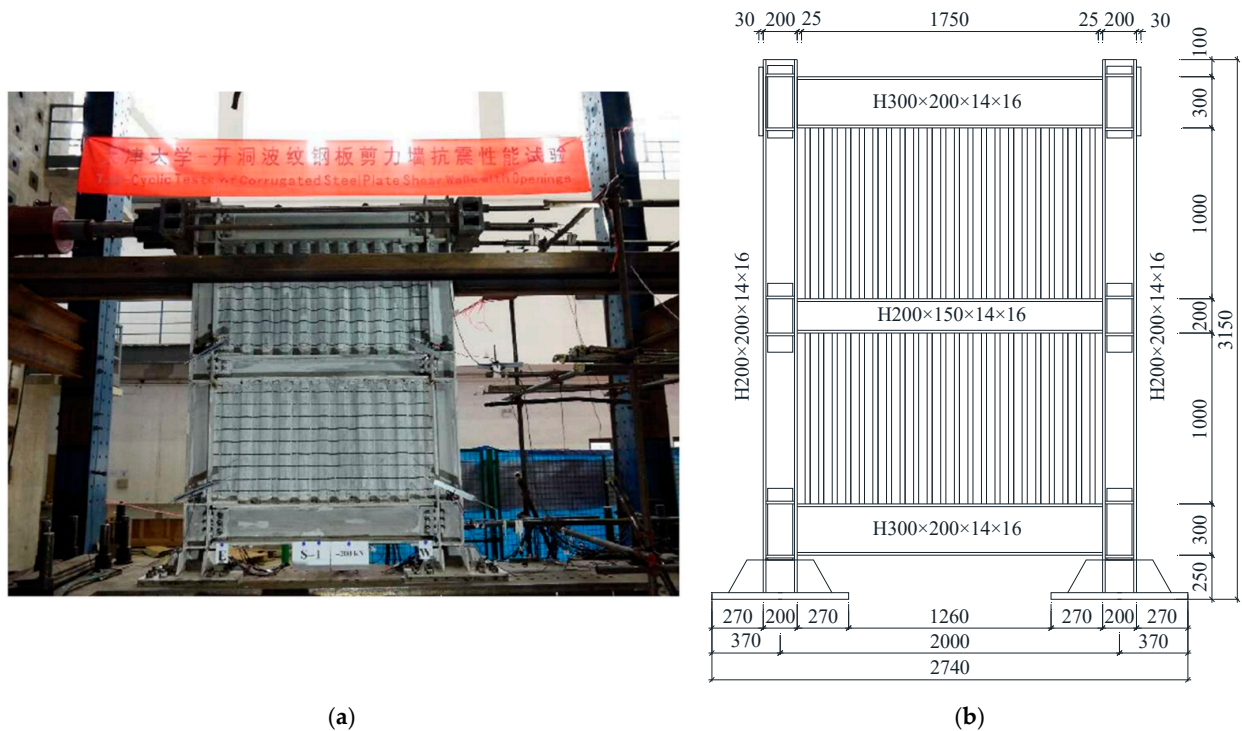 津大学-开洞波纹钢板剪力墙抗震性能试验
Cyclic Tests of Corrugated Steel Plate Shear Walls with Openings
E
S-1
-200kN
W
(a)
30 200 25 1750 25 200 30
H300×200×14×16
H200×150×14×16
H300×200×14×16
H200×200×14×16
H200×200×14×16
100
300
1000
200
1000
300
250
3150
270 200 270 1260 270 200 270
370 2000 370
2740
(b)